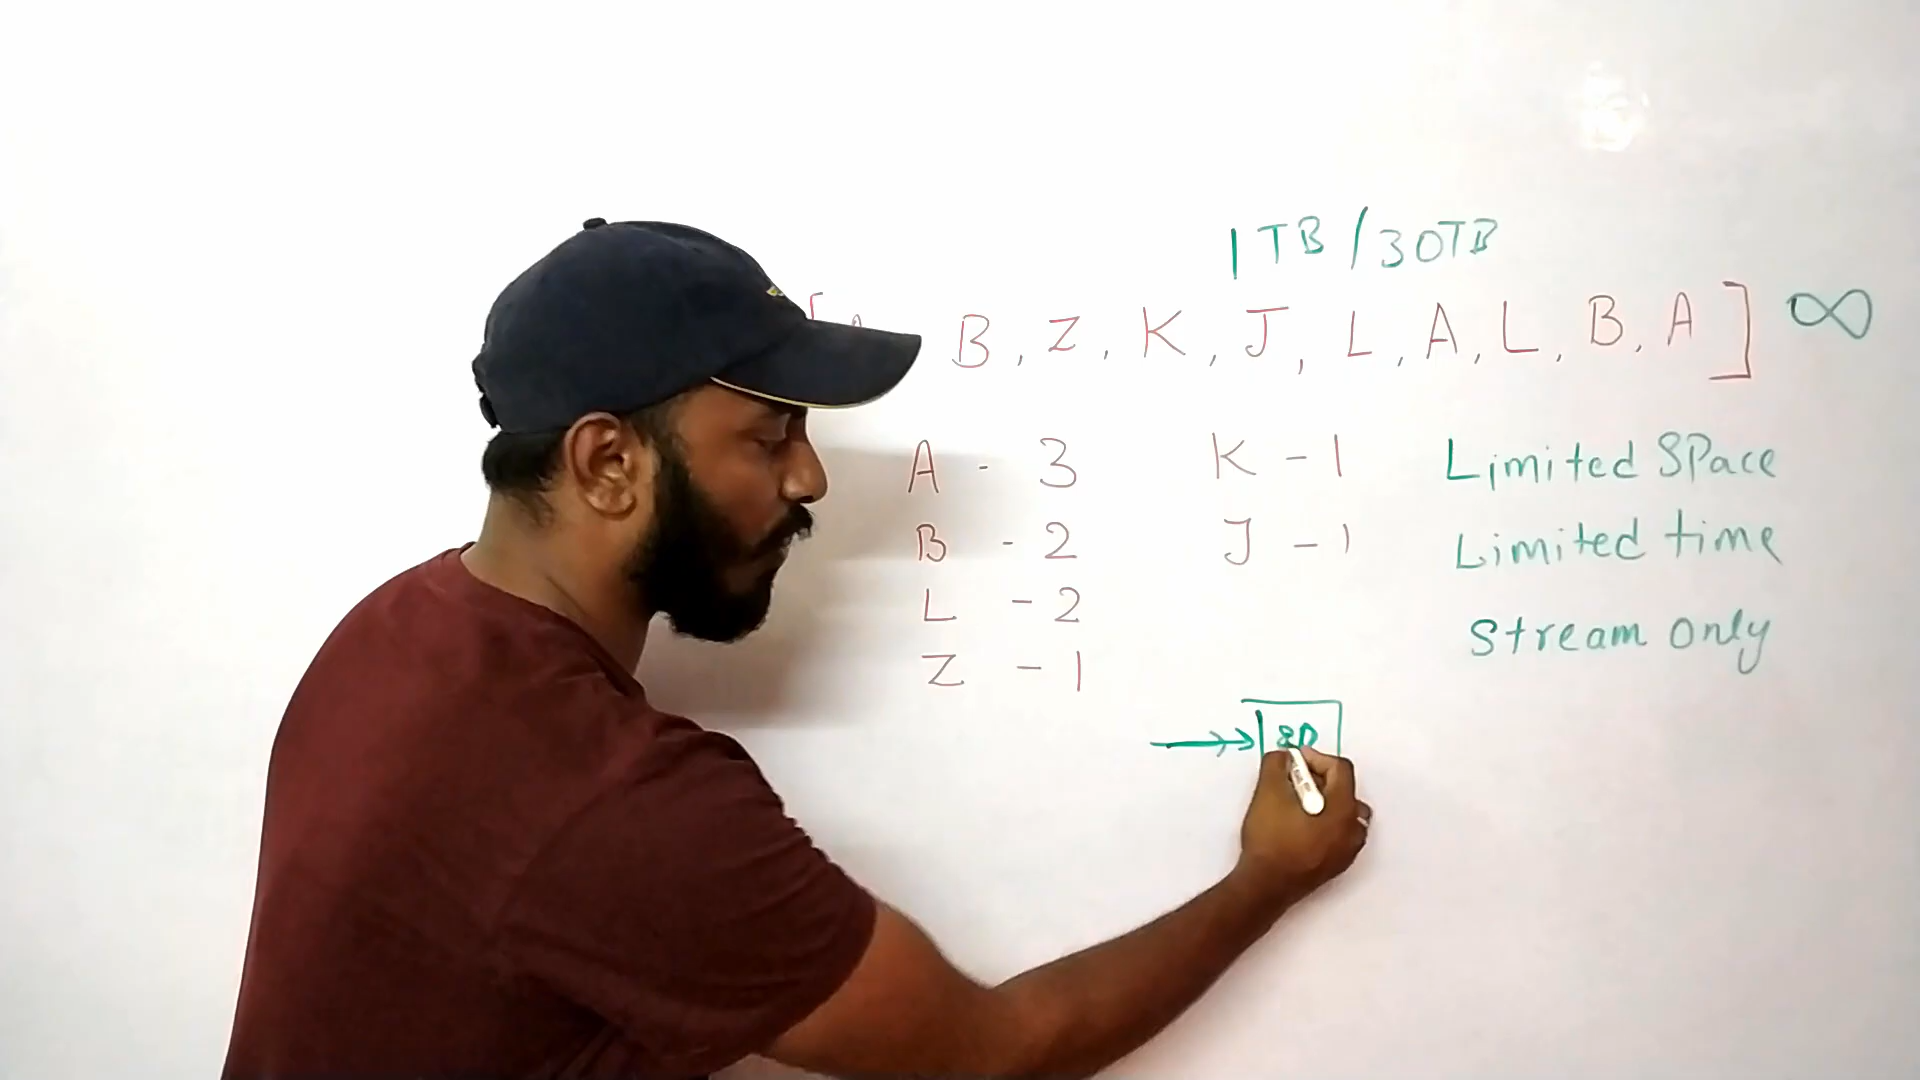 1TB/30TB
[A, B, Z, K, J, L, A, L, B, A] ∞
A - 3
K - 1
Limited Space
B - 2
J - 1
Limited time
L - 2
Stream only
Z - 1